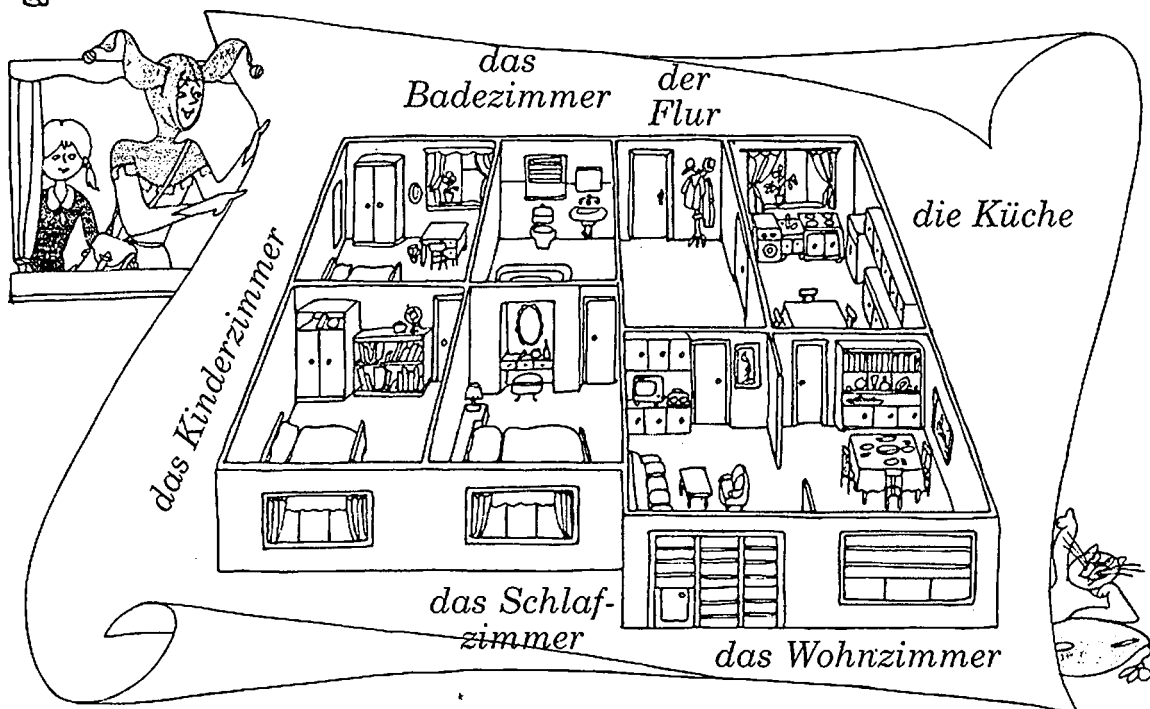 das
Badezimmer
der
Flur
die Küche
das Kinderzimmer
das Schlaf-
zimmer
das Wohnzimmer